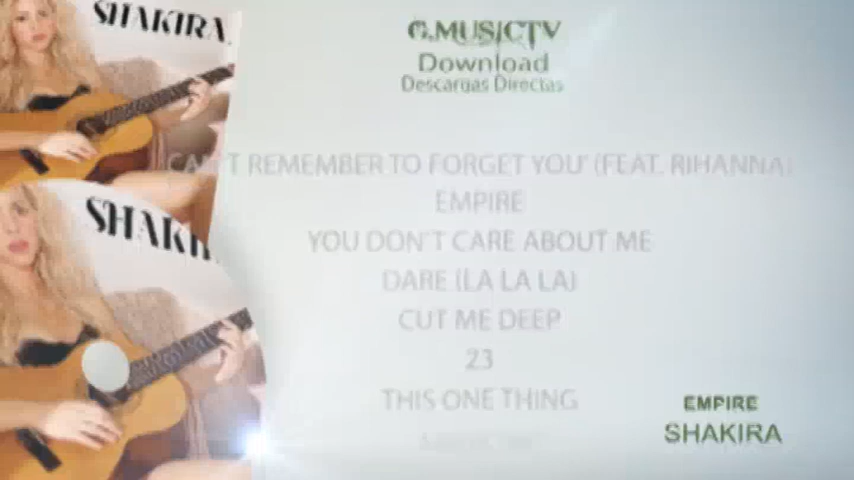 SHAKIRA.
G.MUSICTV
Download
Descargas Directas
CAN'T REMEMBER TO FORGET YOU' (FEAT. RIHANNA)
EMPIRE
SHAKIRA
YOU DON'T CARE ABOUT ME
DARE (LA LA LA)
CUT ME DEEP
23
THIS ONE THING
EMPIRE
SHAKIRA